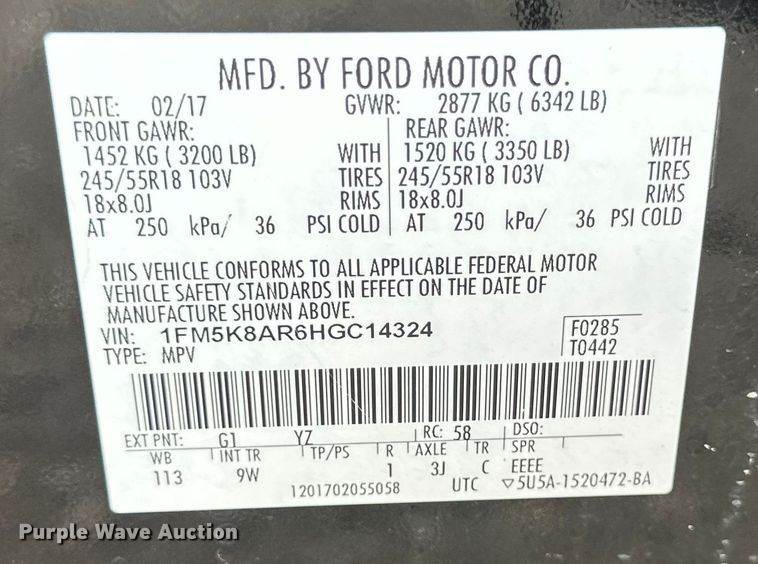 MFD. BY FORD MOTOR CO.
DATE: 02/17 GVWR: 2877 KG ( 6342 LB)
FRONT GAWR: REAR GAWR:
1452 KG ( 3200 LB) WITH 1520 KG ( 3350 LB) WITH
245/55R18 103V TIRES 245/55R18 103V TIRES
18x8.0J RIMS 18x8.0J RIMS
AT 250 kPa/ 36 PSI COLD AT 250 kPa/ 36 PSI COLD
THIS VEHICLE CONFORMS TO ALL APPLICABLE FEDERAL MOTOR
VEHICLE SAFETY STANDARDS IN EFFECT ON THE DATE OF
MANUFACTURE SHOWN ABOVE.
VIN: 1FM5K8AR6HGC14324 F0285
TYPE: MPV T0442
EXT PNT: G1 YZ RC: 58 DSO:
WB INT TR TP/PS R AXLE TR SPR
113 9W 1 3J C EEEE
1201702055058 UTC ▽5U5A-1520472-BA
Purple Wave Auction